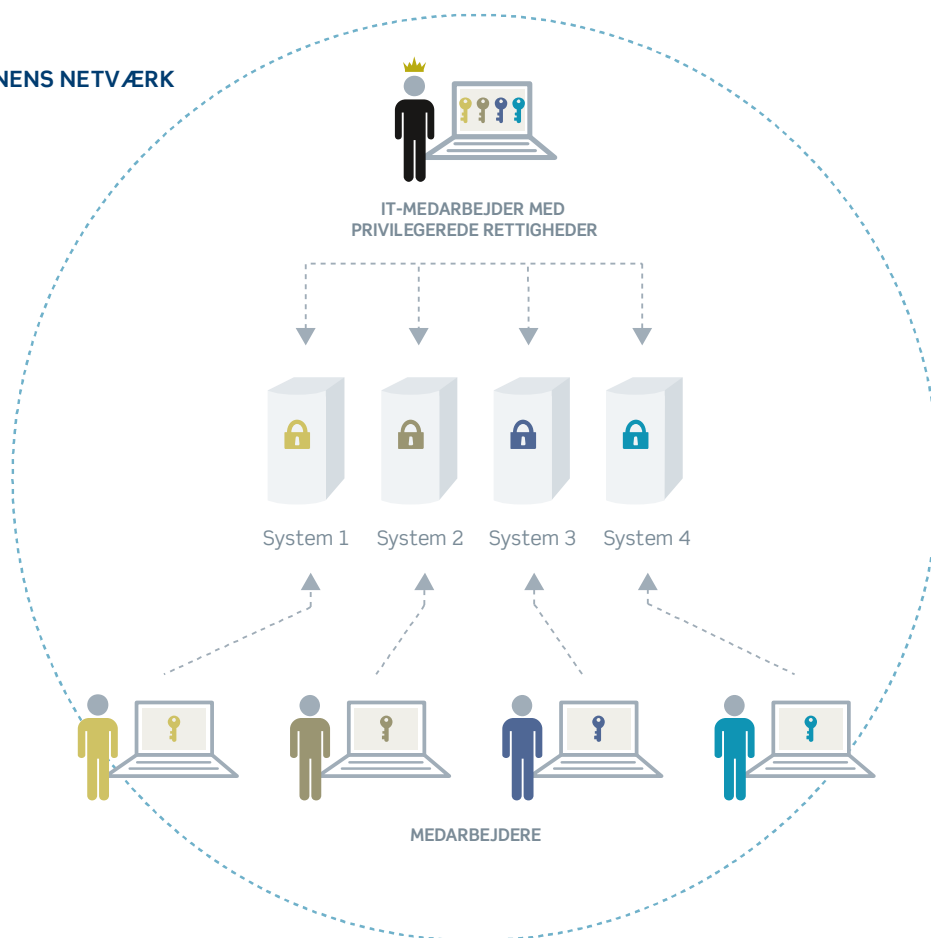 NENS NETVÆRK
IT-MEDARBEJDER MED
PRIVILEGEREDE RETTIGHEDER
System 1
System 2
System 3
System 4
MEDARBEJDERE